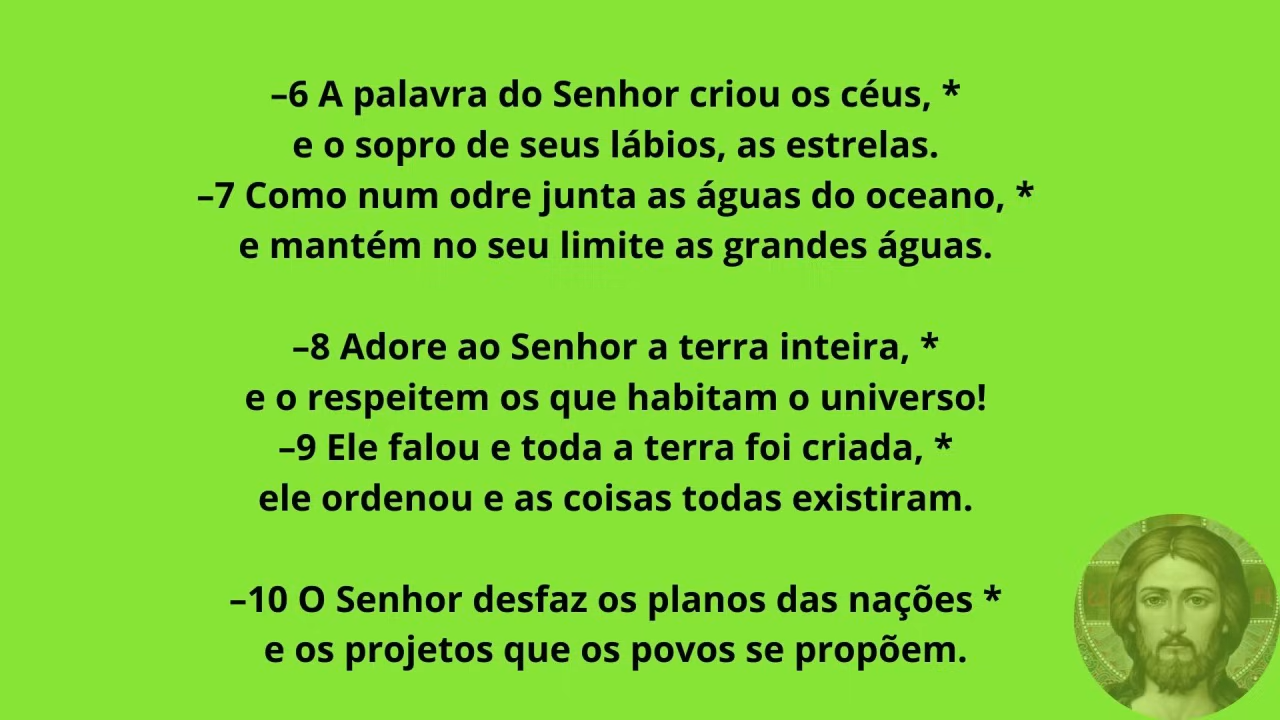 –6 A palavra do Senhor criou os céus, *
e o sopro de seus lábios, as estrelas.
–7 Como num odre junta as águas do oceano, *
e mantém no seu limite as grandes águas.
–8 Adore ao Senhor a terra inteira, *
e o respeitem os que habitam o universo!
–9 Ele falou e toda a terra foi criada, *
ele ordenou e as coisas todas existiram.
–10 O Senhor desfaz os planos das nações *
e os projetos que os povos se propõem.